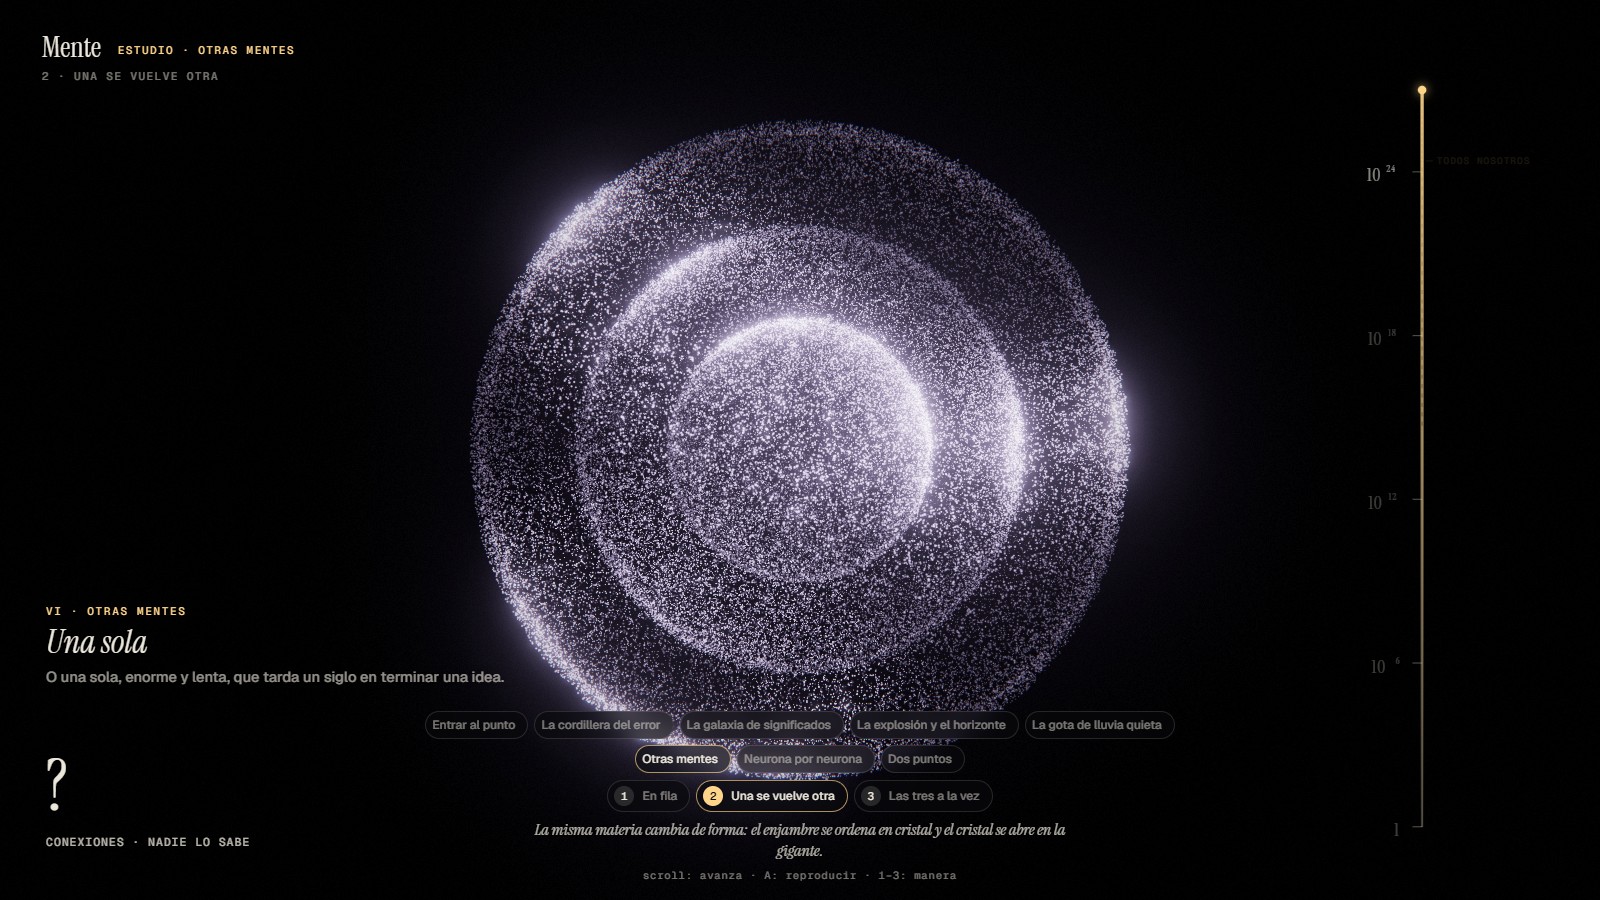 Mente ESTUDIO · OTRAS MENTES
2 · UNA SE VUELVE OTRA
TODOS NOSOTROS
10 24
10 18
10 12
10 6
1
VI · OTRAS MENTES
Una sola
O una sola, enorme y lenta, que tarda un siglo en terminar una idea.
?
CONEXIONES · NADIE LO SABE
Entrar al punto La cordillera del error La galaxia de significados La explosión y el horizonte La gota de lluvia quieta
Otras mentes Neurona por neurona Dos puntos
1 En fila 2 Una se vuelve otra 3 Las tres a la vez
La misma materia cambia de forma: el enjambre se ordena en cristal y el cristal se abre en la
gigante.
scroll: avanza · A: reproducir · 1–3: manera